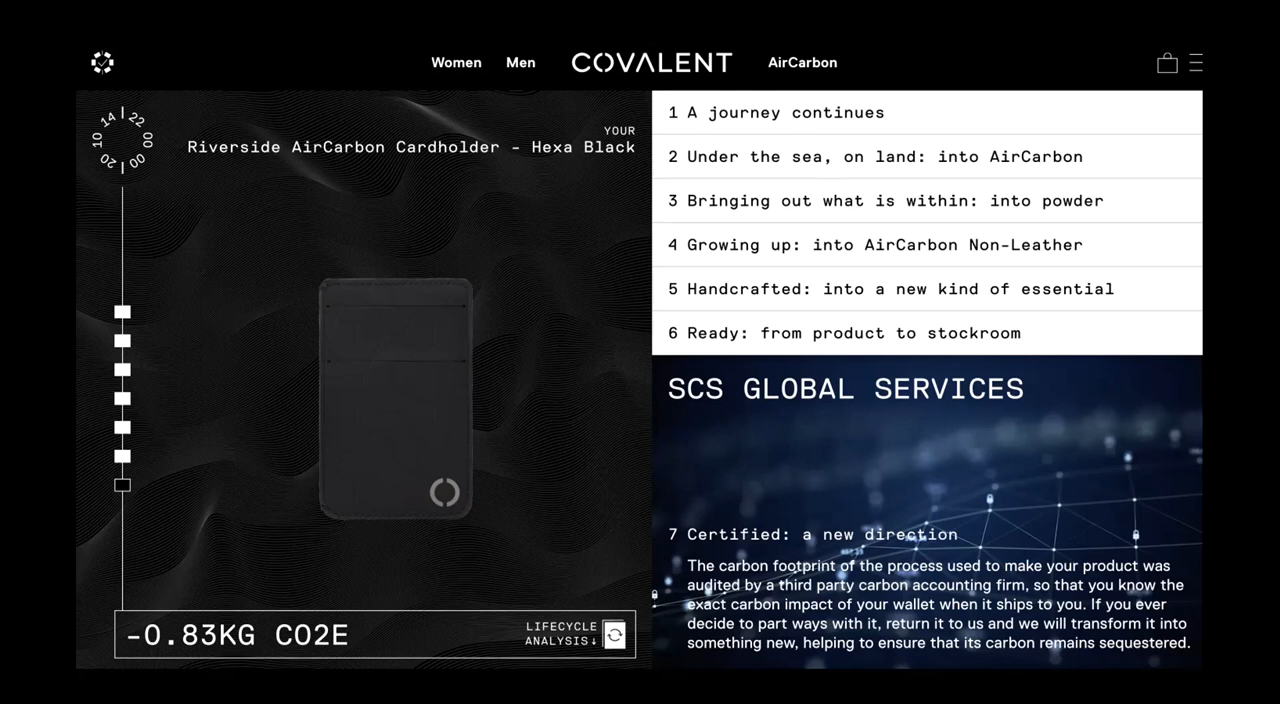 Women Men COVALENT AirCarbon
14 | 22
10 00
20 | 00
YOUR
Riverside AirCarbon Cardholder - Hexa Black
-0.83KG CO2E
LIFECYCLE
ANALYSIS↓
1 A journey continues
2 Under the sea, on land: into AirCarbon
3 Bringing out what is within: into powder
4 Growing up: into AirCarbon Non-Leather
5 Handcrafted: into a new kind of essential
6 Ready: from product to stockroom
SCS GLOBAL SERVICES
7 Certified: a new direction
The carbon footprint of the process used to make your product was
audited by a third party carbon accounting firm, so that you know the
exact carbon impact of your wallet when it ships to you. If you ever
decide to part ways with it, return it to us and we will transform it into
something new, helping to ensure that its carbon remains sequestered.